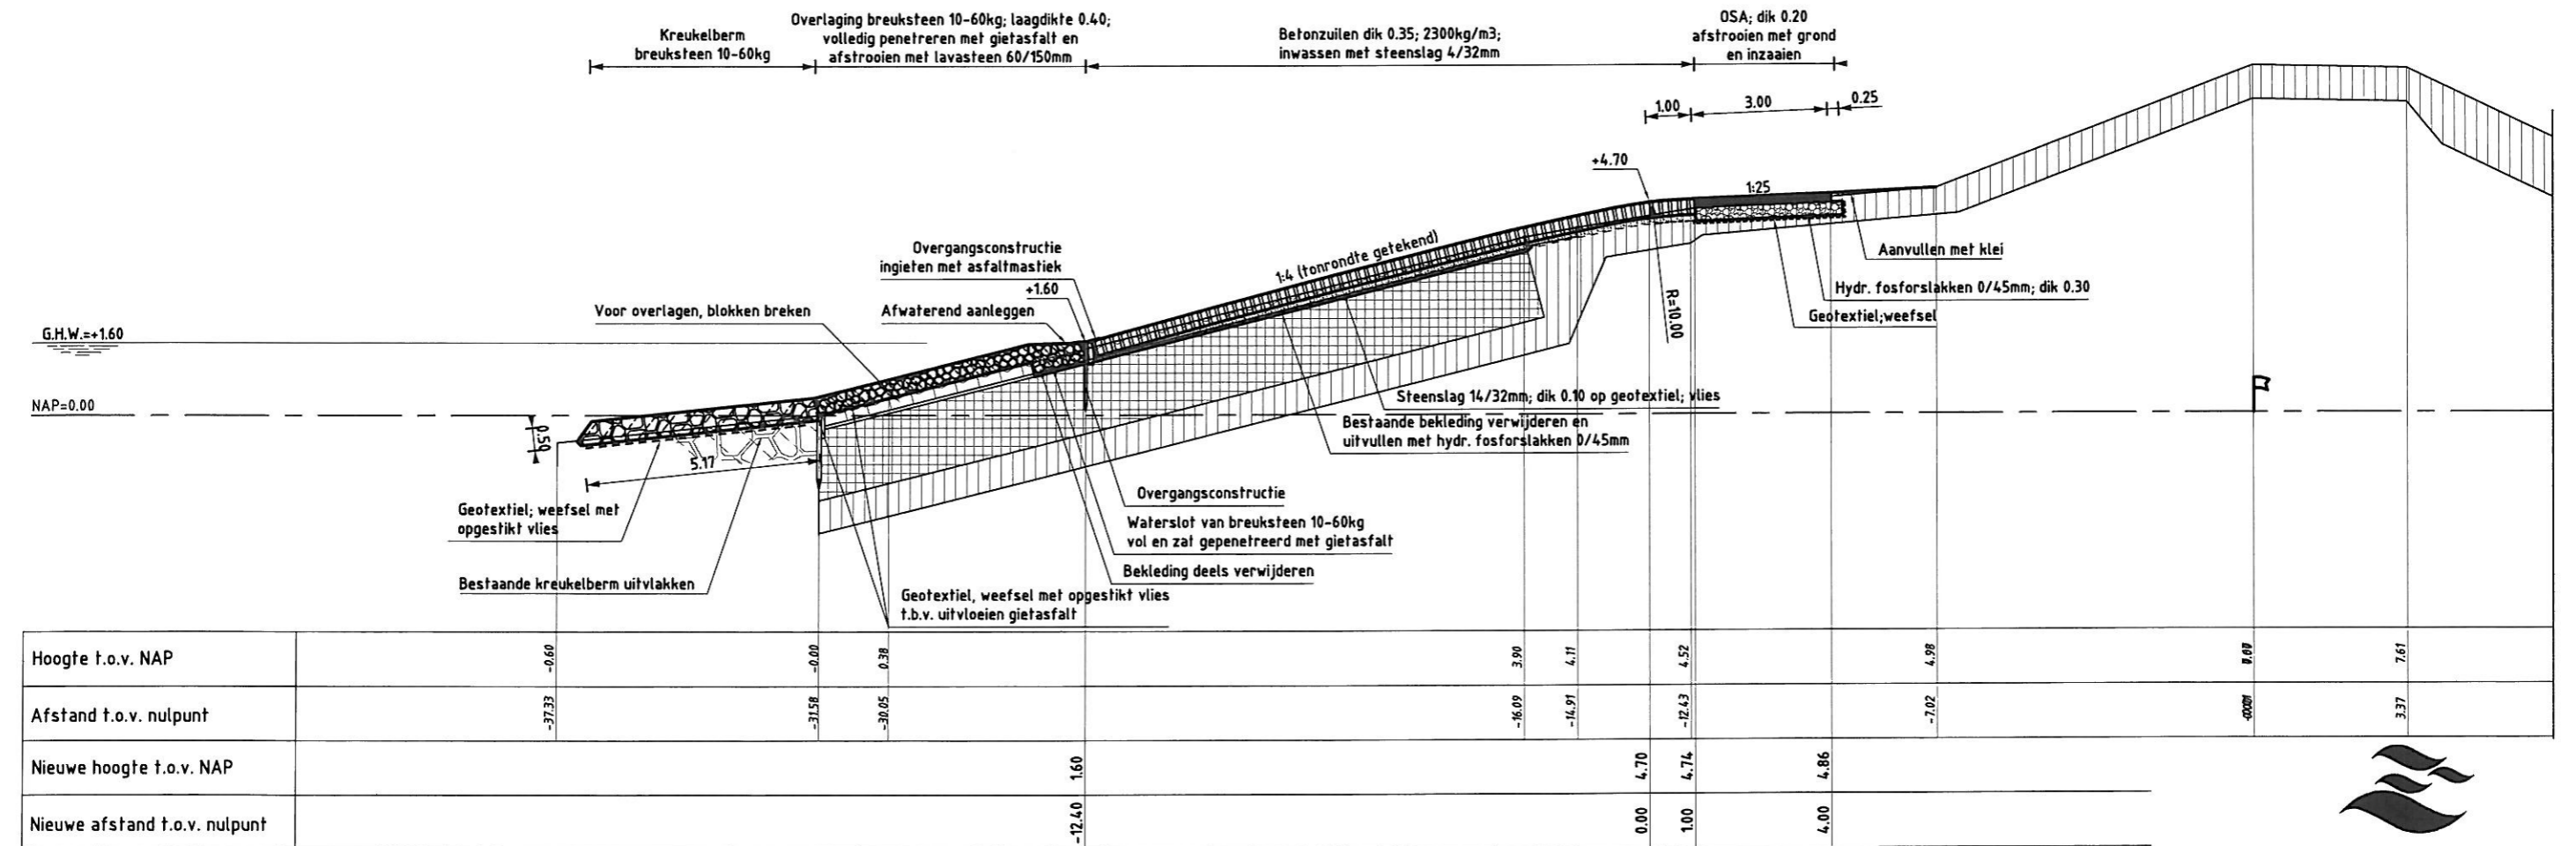 Kreukelberm
breuksteen 10-60kg
Overlaging breuksteen 10-60kg; laagdikte 0.40;
volledig penetreren met gietasfalt en
afstrooien met lavasteen 60/150mm
Betonzuilen dik 0.35; 2300kg/m3;
inwassen met steenslag 4/32mm
OSA; dik 0.20
afstrooien met grond
en inzaaien
1.00
3.00
0.25
+4.70
1:25
1:4 (tonrondte getekend)
Overgangsconstructie
ingieten met asfaltmastiek
+1.60
Aanvullen met klei
Voor overlagen, blokken breken
Afwaterend aanleggen
Hydr. fosforslakken 0/45mm; dik 0.30
R=10.00
Geotextiel;weefsel
G.H.W.=+1.60
NAP=0.00
Steenslag 14/32mm; dik 0.10 op geotextiel; vlies
Bestaande bekleding verwijderen en
uitvullen met hydr. fosforslakken 0/45mm
0.50
5.17
Overgangsconstructie
Geotextiel; weefsel met
opgestikt vlies
Waterslot van breuksteen 10-60kg
vol en zat gepenetreerd met gietasfalt
Bekleding deels verwijderen
Bestaande kreukelberm uitvlakken
Geotextiel, weefsel met opgestikt vlies
t.b.v. uitvloeien gietasfalt
Hoogte t.o.v. NAP -0.60 -0.00 0.38 3.90 4.11 4.52 4.98 7.61
Afstand t.o.v. nulpunt -37.33 -31.58 -30.05 -16.09 -14.91 -12.43 -7.02 3.37
Nieuwe hoogte t.o.v. NAP 1.60 4.70 4.74 4.86
Nieuwe afstand t.o.v. nulpunt -12.40 0.00 1.00 4.00